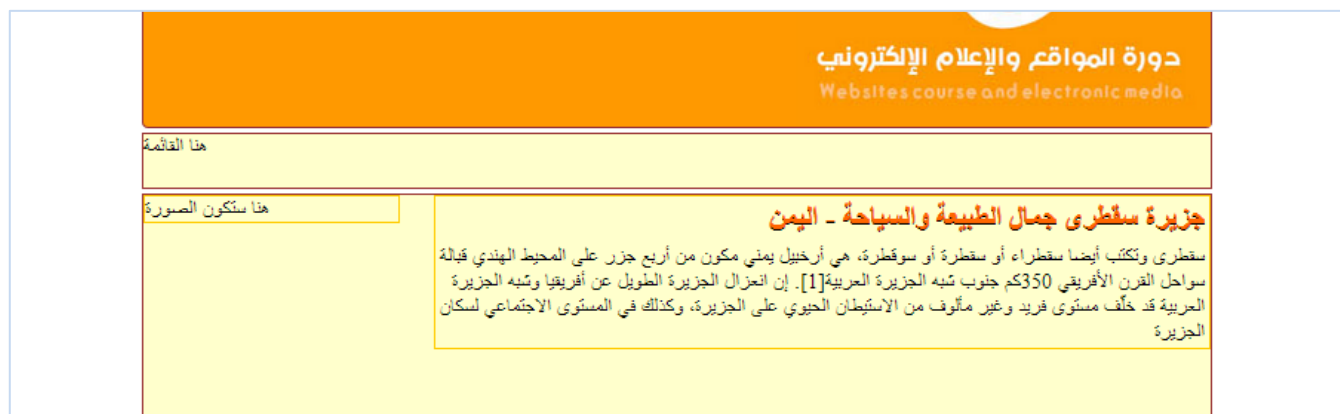 دورة المواقع والإعلام الإلكتروني
Websites course and electronic media
هنا القائمة
جزيرة سقطرى جمال الطبيعة والسياحة - اليمن
سقطرى وتكتب أيضا سقطراء أو سقطرة أو سوقطرة، هي أرخبيل يمني مكون من أربع جزر على المحيط الهندي قبالة
سواحل القرن الأفريقي 350كم جنوب شبه الجزيرة العربية[1]. إن انعزال الجزيرة الطويل عن أفريقيا وشبه الجزيرة
العربية قد خلّف مستوى فريد وغير مألوف من الاستيطان الحيوي على الجزيرة، وكذلك في المستوى الاجتماعي لسكان
الجزيرة
هنا ستكون الصورة